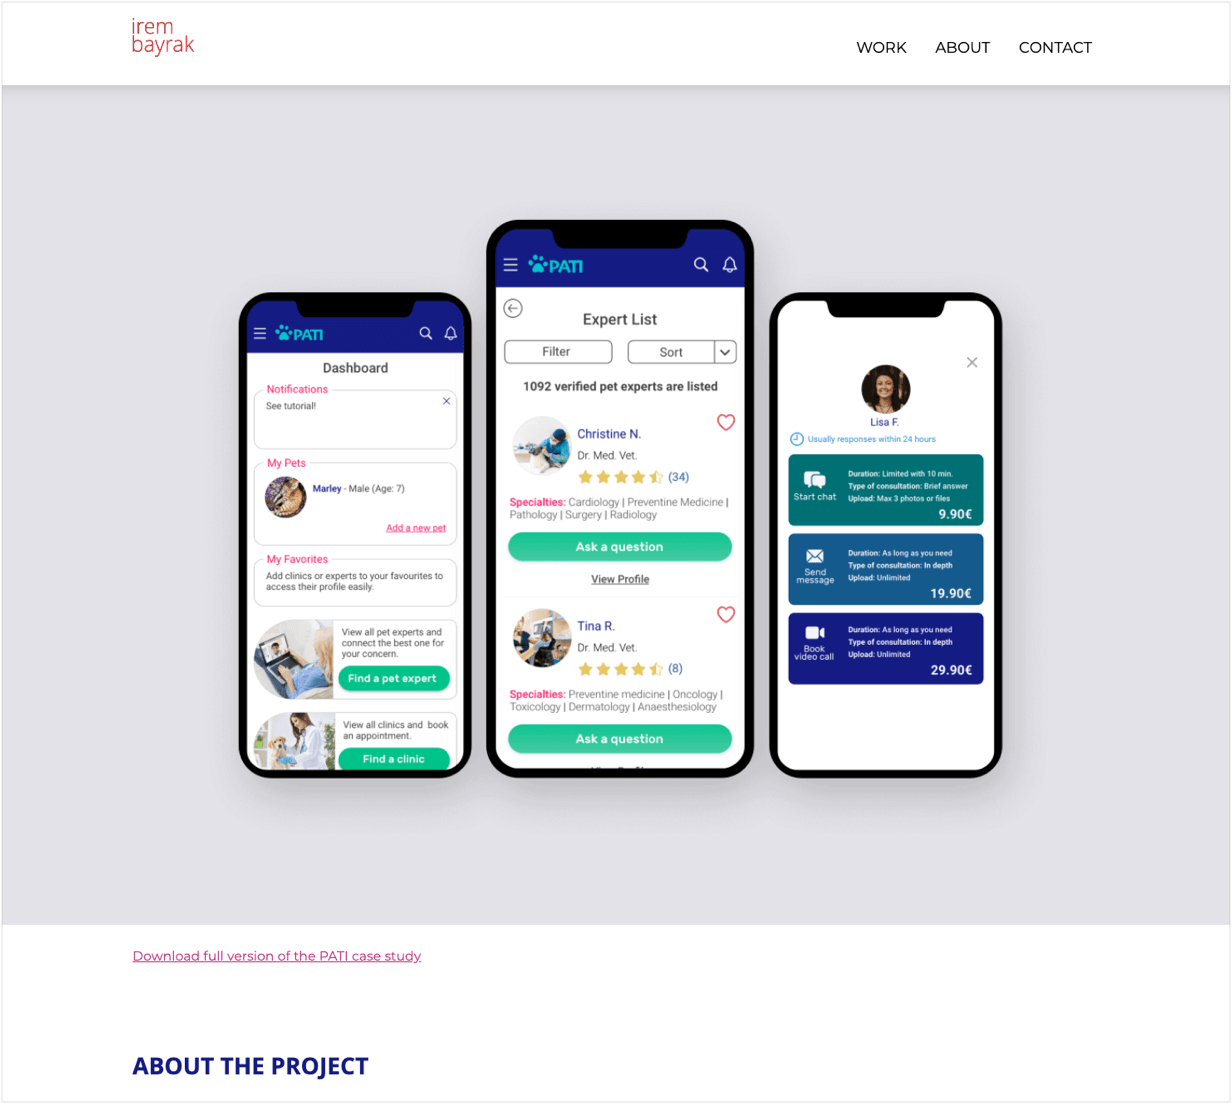 irem
bayrak
WORK ABOUT CONTACT
PATI
Dashboard
Notifications
See tutorial!
My Pets
Marley - Male (Age: 7)
Add a new pet
My Favorites
Add clinics or experts to your favourites to
access their profile easily.
View all pet experts and
connect the best one for
your concern.
Find a pet expert
View all clinics and book
an appointment.
Find a clinic
PATI
Expert List
Filter
Sort
1092 verified pet experts are listed
Christine N.
Dr. Med. Vet.
(34)
Specialties: Cardiology | Preventine Medicine |
Pathology | Surgery | Radiology
Ask a question
View Profile
Tina R.
Dr. Med. Vet.
(8)
Specialties: Preventine medicine | Oncology |
Toxicology | Dermatology | Anaesthesiology
Ask a question
Lisa F.
Usually responses within 24 hours
Start chat
Duration: Limited with 10 min.
Type of consultation: Brief answer
Upload: Max 3 photos or files
9.90€
Send
message
Duration: As long as you need
Type of consultation: In depth
Upload: Unlimited
19.90€
Book
video call
Duration: As long as you need
Type of consultation: In depth
Upload: Unlimited
29.90€
Download full version of the PATI case study
ABOUT THE PROJECT